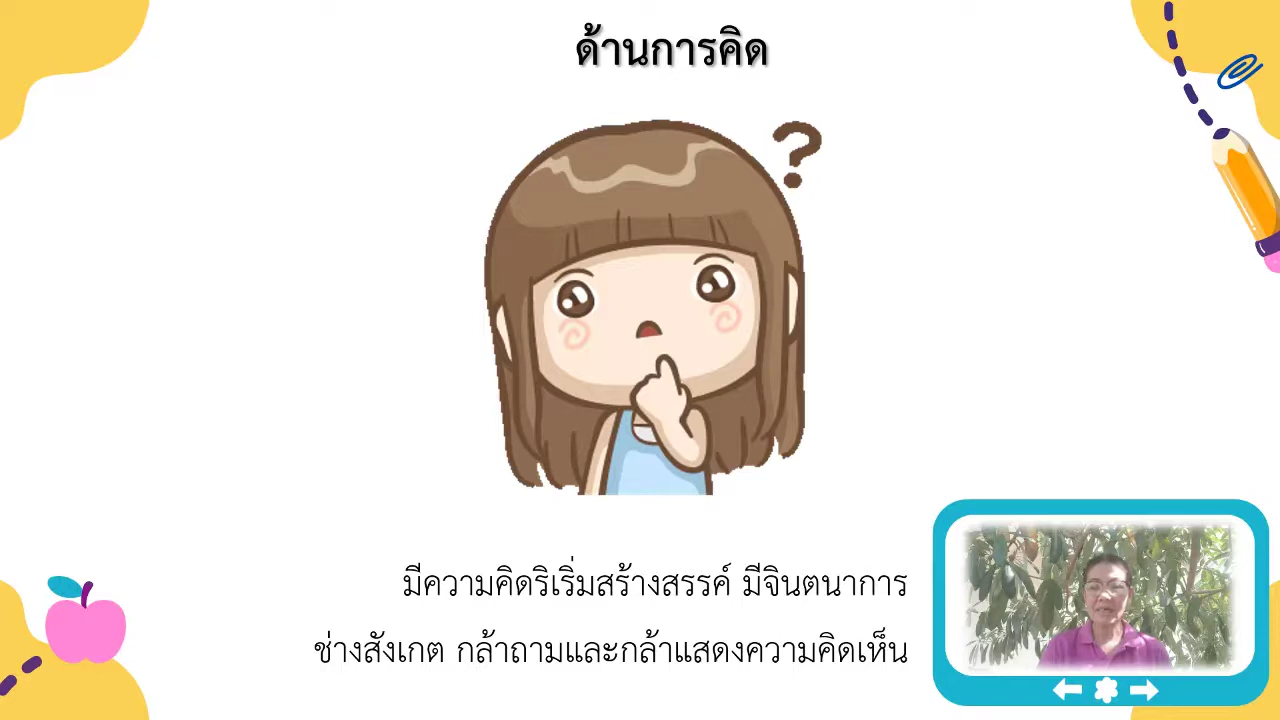 ด้านการคิด
?
มีความคิดริเริ่มสร้างสรรค์ มีจินตนาการ
ช่างสังเกต กล้าถามและกล้าแสดงความคิดเห็น